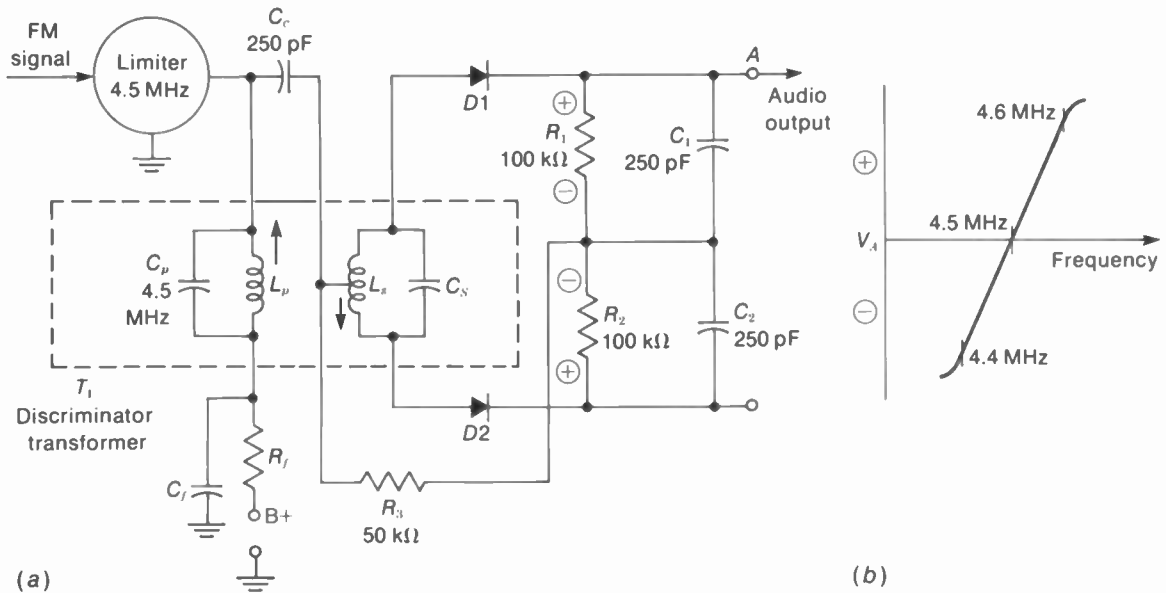 FM
signal
Limiter
4.5 MHz
C_c
250 pF
D1
R_1
100 kΩ
C_1
250 pF
A
Audio
output
C_p
4.5
MHz
L_p
L_s
C_S
R_2
100 kΩ
C_2
250 pF
T_1
Discriminator
transformer
D2
C_f
R_f
B+
R_3
50 kΩ
(a)
4.6 MHz
4.5 MHz
V_A
Frequency
4.4 MHz
(b)